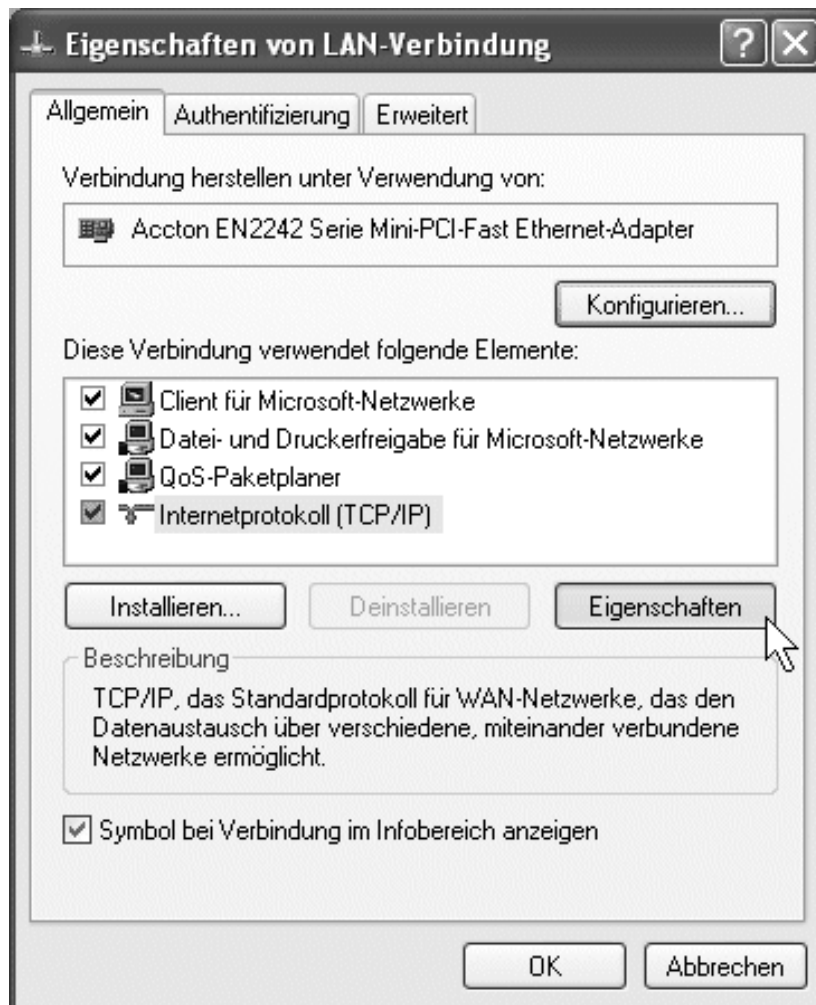 Eigenschaften von LAN-Verbindung
Allgemein
Authentifizierung
Erweitert
Verbindung herstellen unter Verwendung von:
Accton EN2242 Serie Mini-PCI-Fast Ethernet-Adapter
Konfigurieren...
Diese Verbindung verwendet folgende Elemente:
Client für Microsoft-Netzwerke
Datei- und Druckerfreigabe für Microsoft-Netzwerke
QoS-Paketplaner
Internetprotokoll (TCP/IP)
Installieren...
Deinstallieren
Eigenschaften
Beschreibung
TCP/IP, das Standardprotokoll für WAN-Netzwerke, das den
Datenaustausch über verschiedene, miteinander verbundene
Netzwerke ermöglicht.
Symbol bei Verbindung im Infobereich anzeigen
OK
Abbrechen